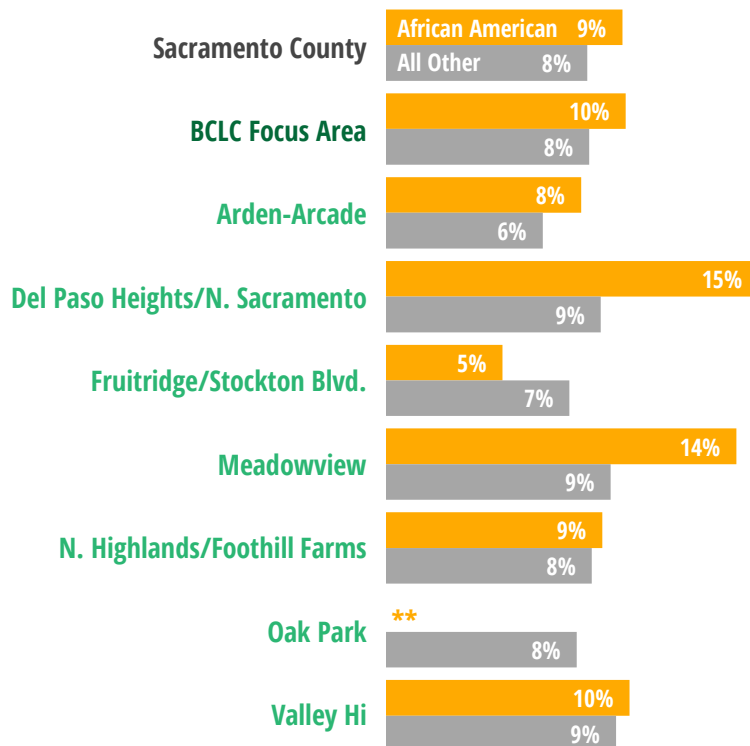 Sacramento County
African American 9%
All Other 8%
BCLC Focus Area
10%
8%
Arden-Arcade
8%
6%
Del Paso Heights/N. Sacramento
15%
9%
Fruitridge/Stockton Blvd.
5%
7%
Meadowview
14%
9%
N. Highlands/Foothill Farms
9%
8%
Oak Park
**
8%
Valley Hi
10%
9%